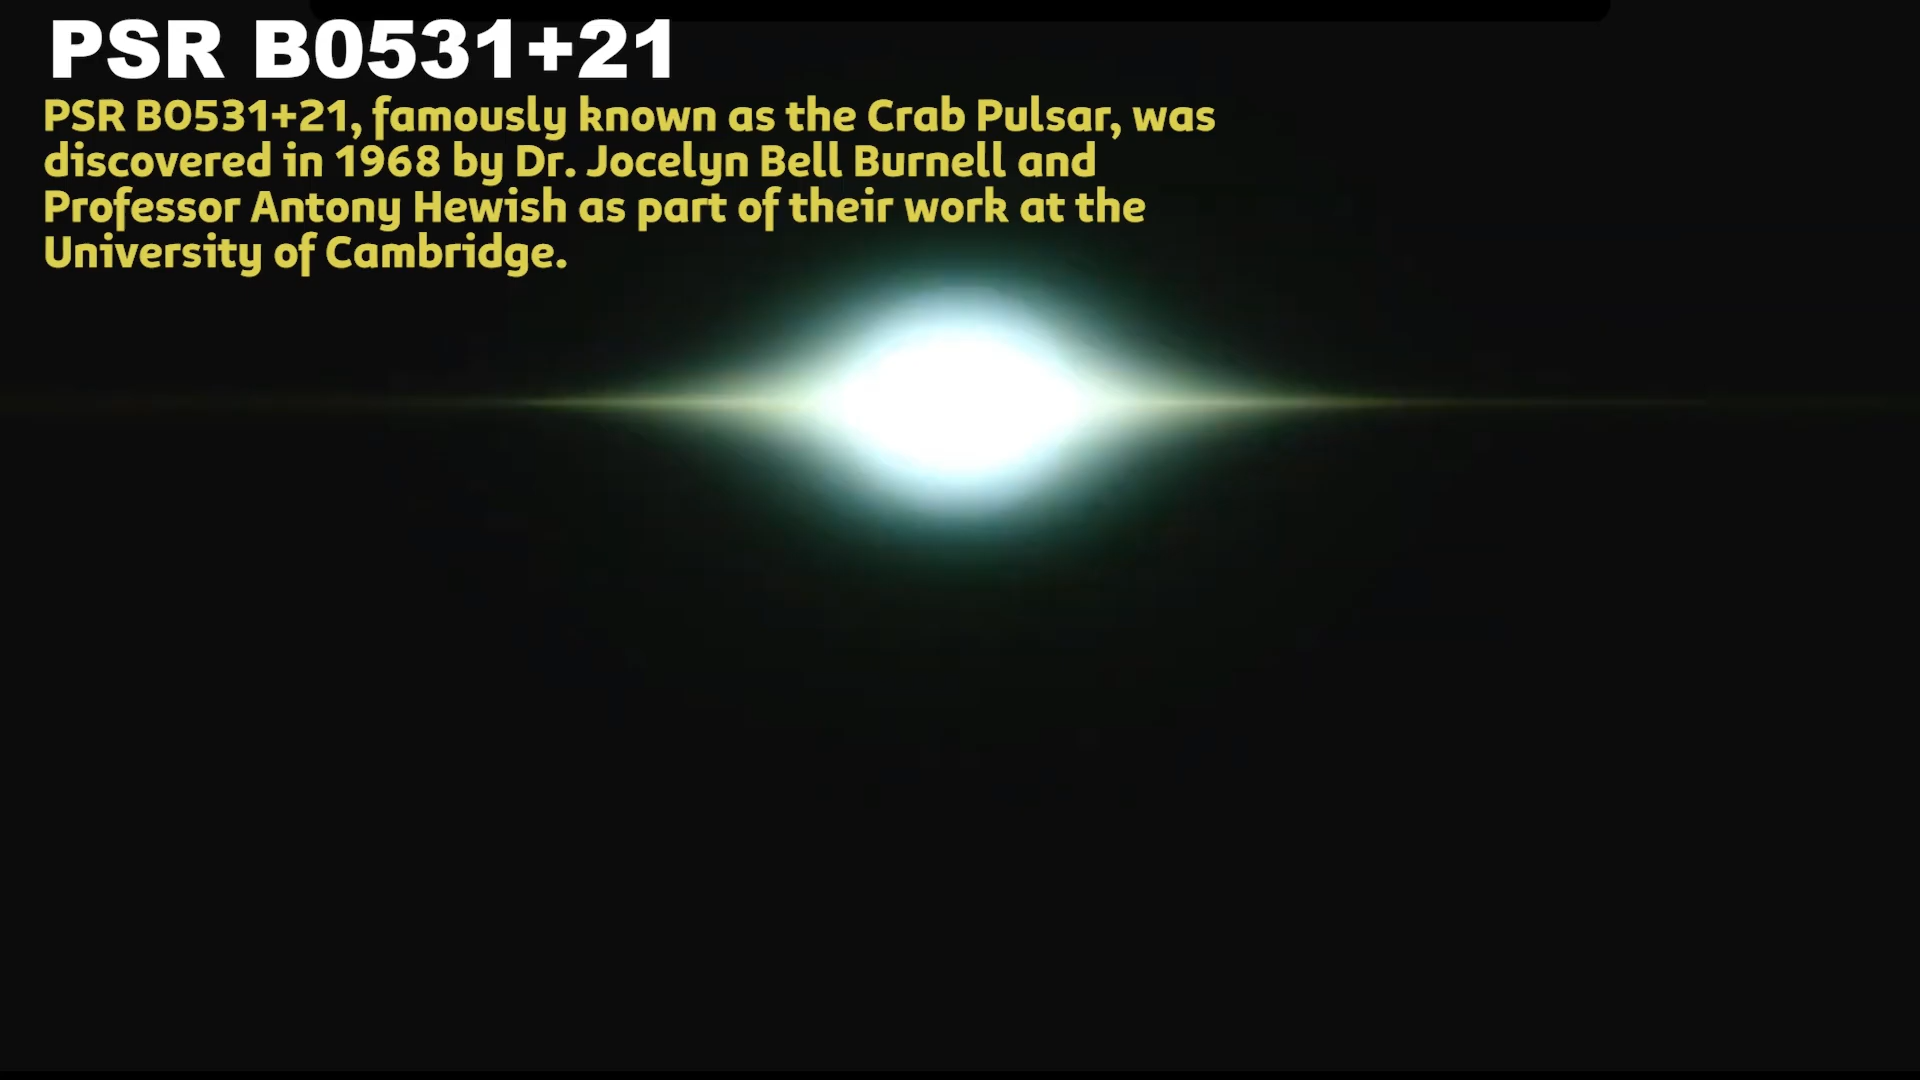 PSR B0531+21
PSR B0531+21, famously known as the Crab Pulsar, was
discovered in 1968 by Dr. Jocelyn Bell Burnell and
Professor Antony Hewish as part of their work at the
University of Cambridge.